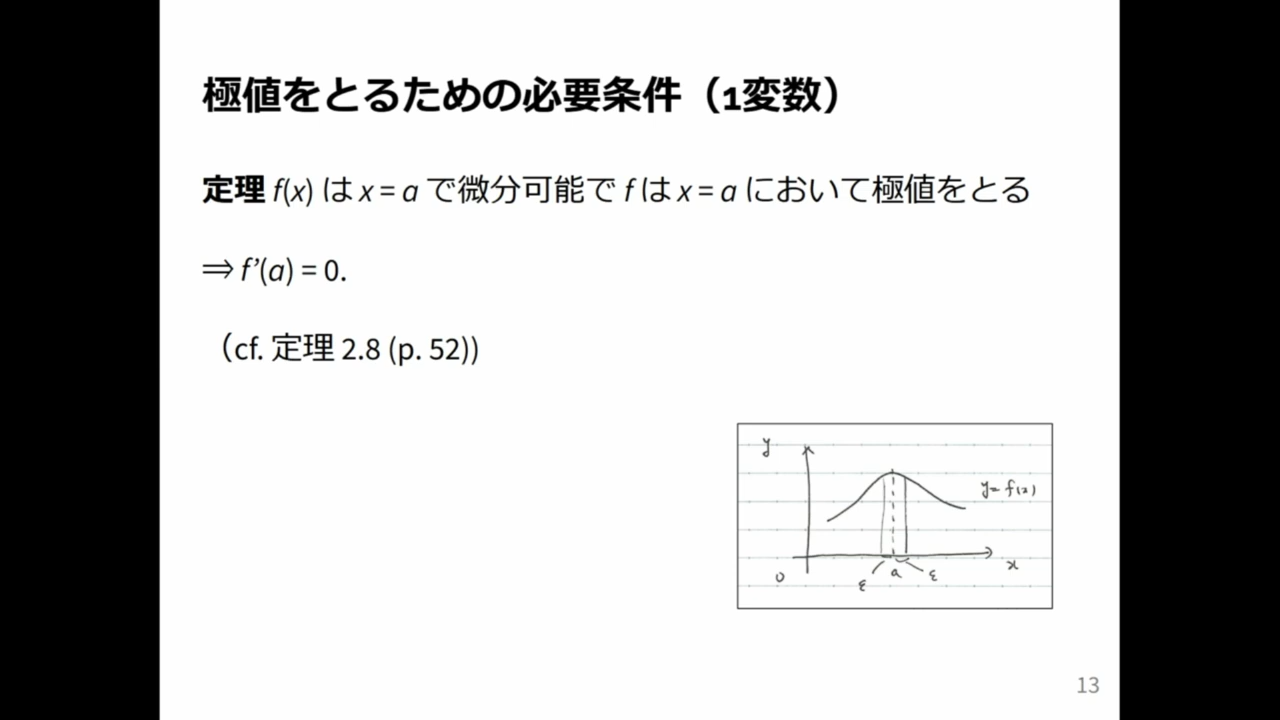 極値をとるための必要条件（1変数）
定理 f(x) は x = a で微分可能で f は x = a において極値をとる
⇒ f’(a) = 0.
（cf. 定理 2.8 (p. 52))
y
y= f(x)
0
x
ε a ε
13